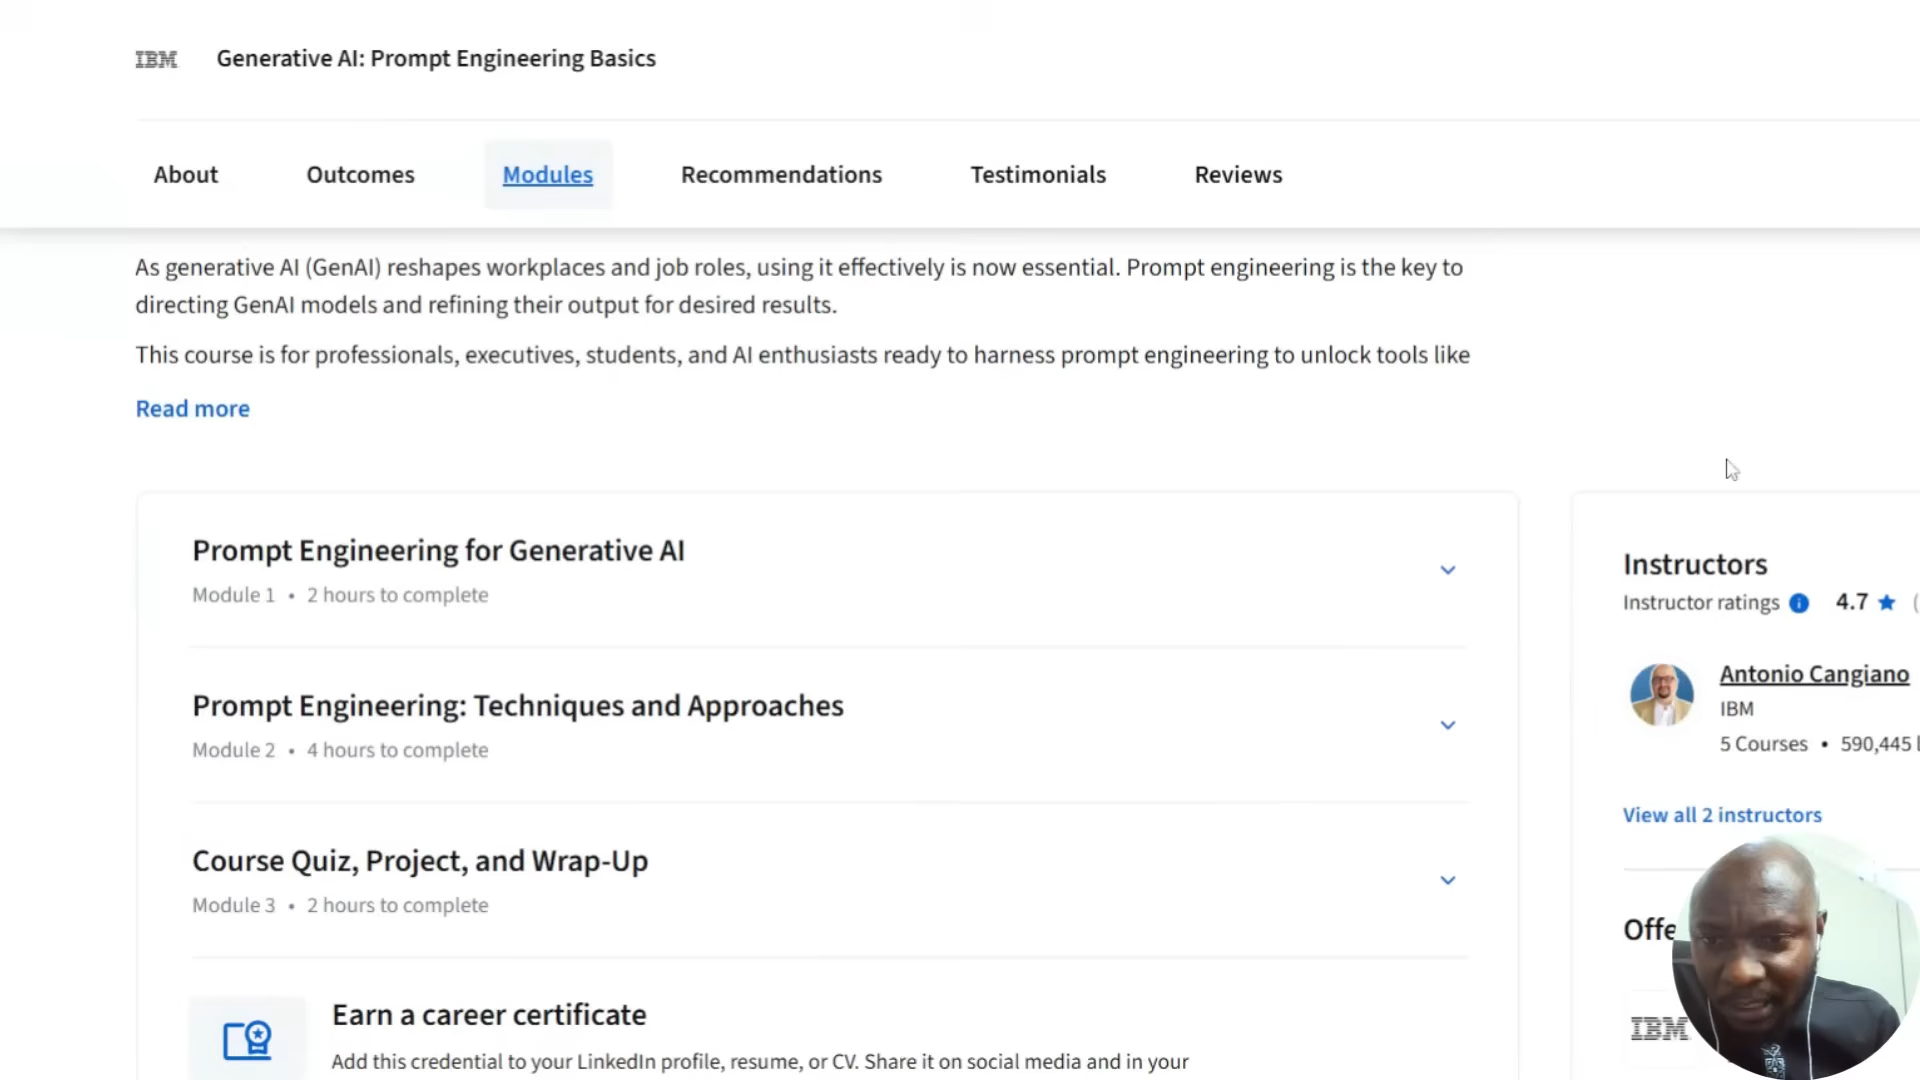 IBM
Generative AI: Prompt Engineering Basics
About
Outcomes
Modules
Recommendations
Testimonials
Reviews
As generative AI (GenAI) reshapes workplaces and job roles, using it effectively is now essential. Prompt engineering is the key to
directing GenAI models and refining their output for desired results.
This course is for professionals, executives, students, and AI enthusiasts ready to harness prompt engineering to unlock tools like
Read more
Prompt Engineering for Generative AI
Module 1 • 2 hours to complete
Prompt Engineering: Techniques and Approaches
Module 2 • 4 hours to complete
Course Quiz, Project, and Wrap-Up
Module 3 • 2 hours to complete
Earn a career certificate
Add this credential to your LinkedIn profile, resume, or CV. Share it on social media and in your
Instructors
Instructor ratings 4.7 ★ (
Antonio Cangiano
IBM
5 Courses • 590,445
View all 2 instructors
Offe
IBM